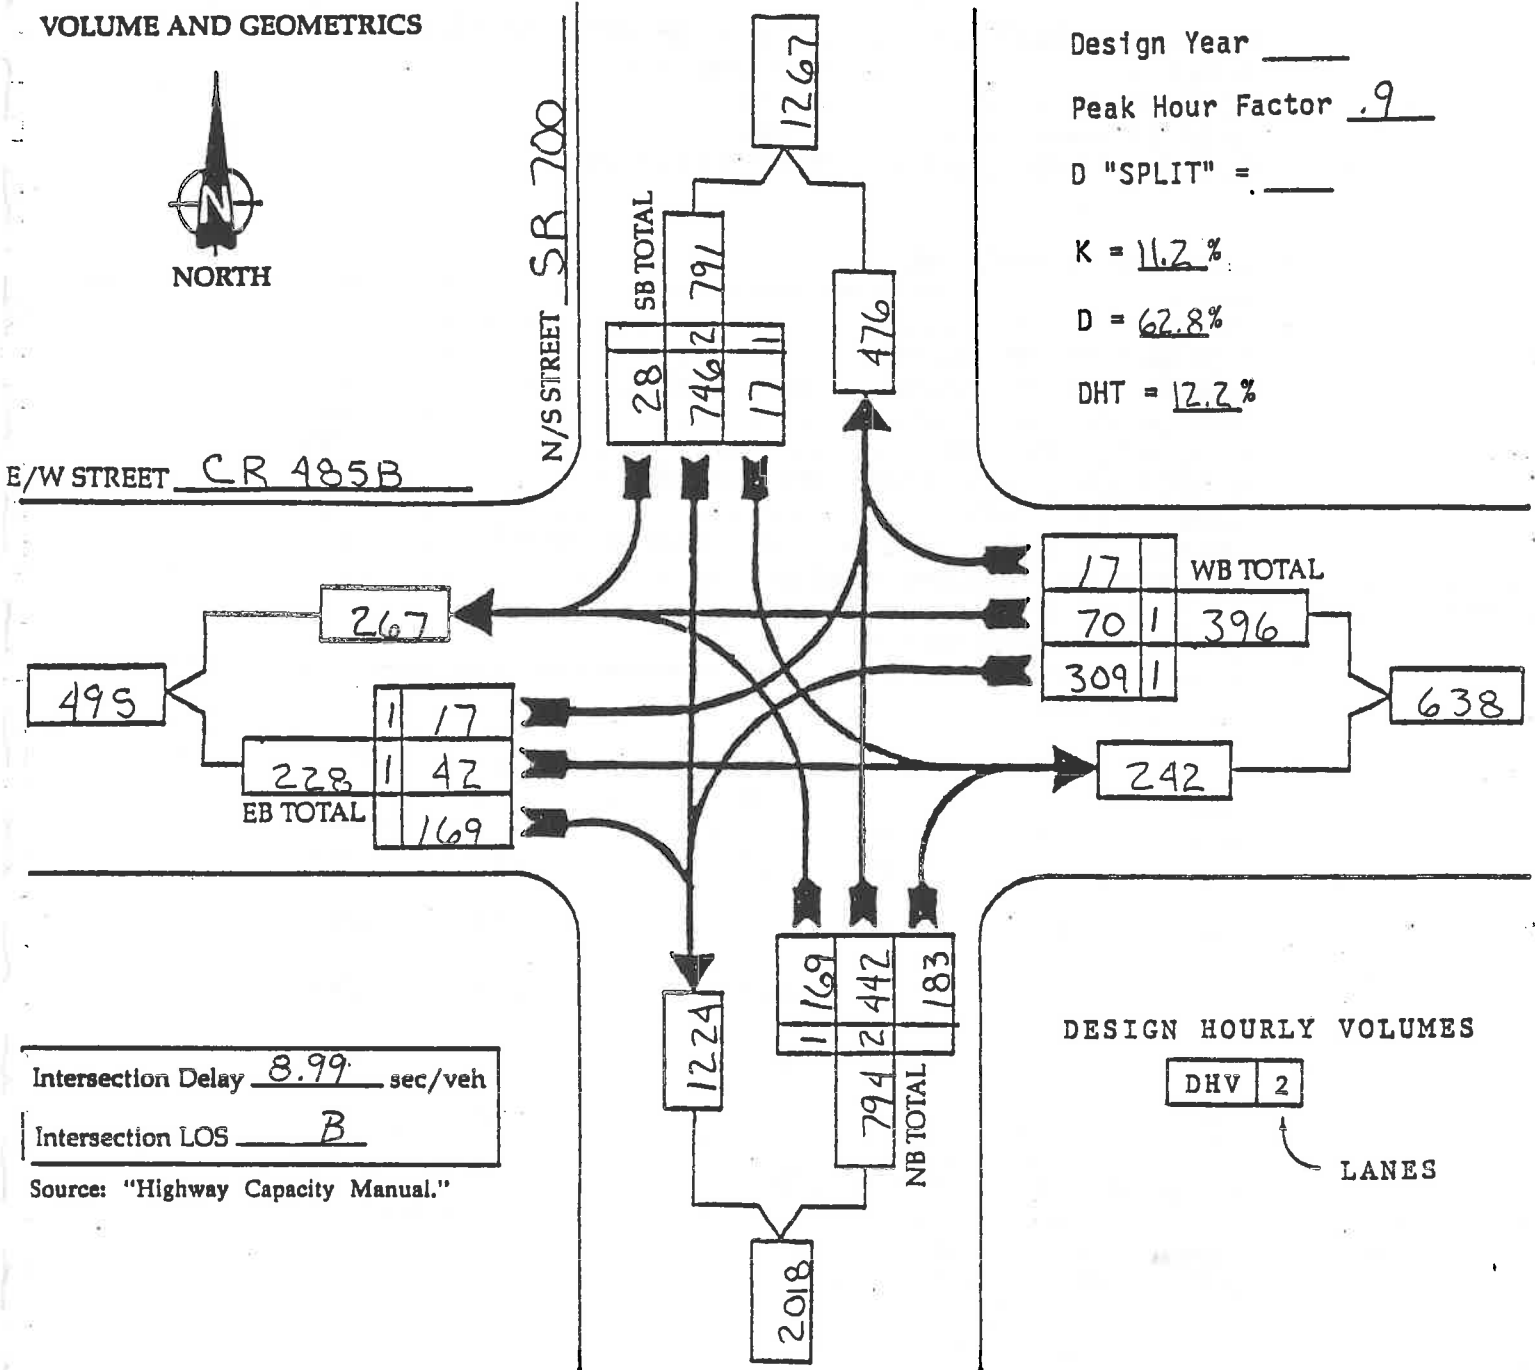 VOLUME AND GEOMETRICS
N
NORTH
N/S STREET SR 700
E/W STREET CR 485B
Design Year
Peak Hour Factor .9
D "SPLIT" =
K = 11.2 %
D = 62.8%
DHT = 12.2 %
1267
SB TOTAL
791
476
2 1
28 746 17
17
WB TOTAL
70 1 396
309 1
638
242
267
495
1 17
228 1 42
EB TOTAL
169
1224
169 442 183
1 2
794
NB TOTAL
2018
Intersection Delay 8.99 sec/veh
Intersection LOS B
Source: "Highway Capacity Manual."
DESIGN HOURLY VOLUMES
DHV 2
LANES